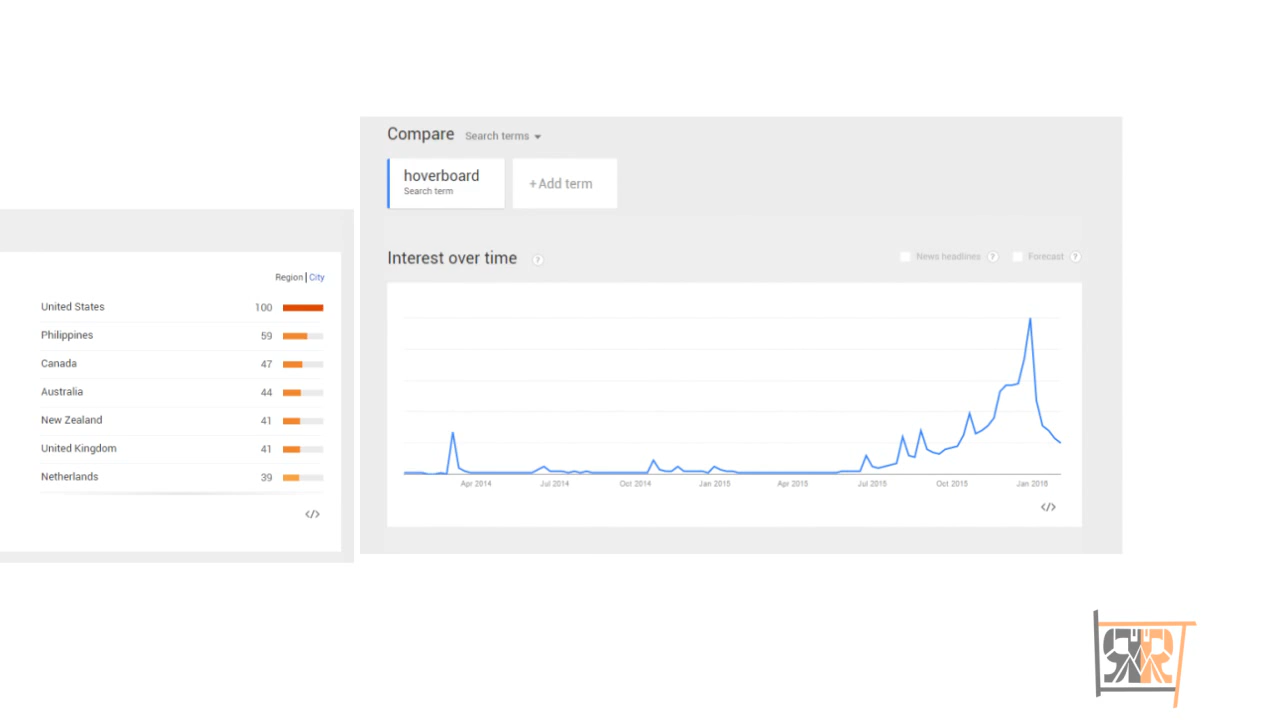 Region | City
United States 100
Philippines 59
Canada 47
Australia 44
New Zealand 41
United Kingdom 41
Netherlands 39
</>
Compare Search terms
hoverboard
Search term
+Add term
Interest over time ?
News headlines ? Forecast ?
Apr 2014 Jul 2014 Oct 2014 Jan 2015 Apr 2015 Jul 2015 Oct 2015 Jan 2016
</>
RR